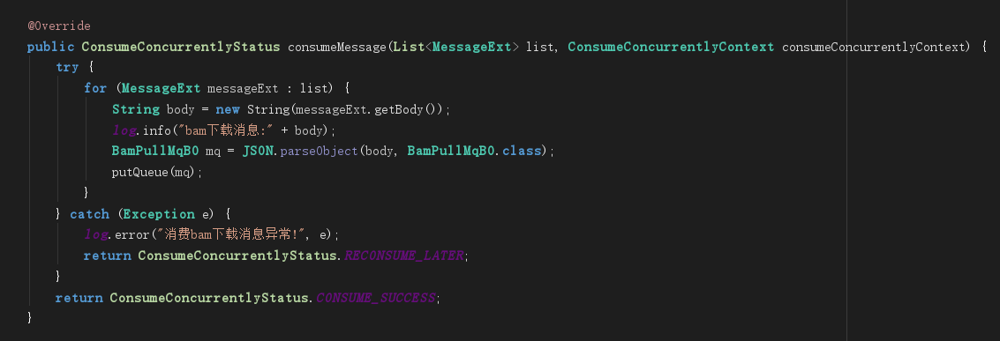 @Override
public ConsumeConcurrentlyStatus consumeMessage(List<MessageExt> list, ConsumeConcurrentlyContext consumeConcurrentlyContext) {
    try {
        for (MessageExt messageExt : list) {
            String body = new String(messageExt.getBody());
            log.info("bam下载消息:" + body);
            BamPullMqBO mq = JSON.parseObject(body, BamPullMqBO.class);
            putQueue(mq);
        }
    } catch (Exception e) {
        log.error("消费bam下载消息异常!", e);
        return ConsumeConcurrentlyStatus.RECONSUME_LATER;
    }
    return ConsumeConcurrentlyStatus.CONSUME_SUCCESS;
}